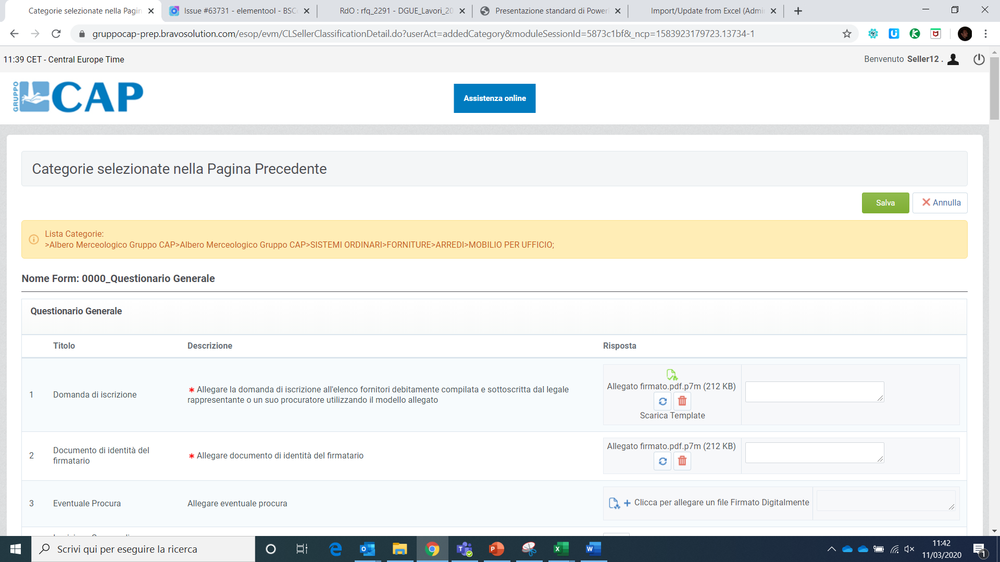 Categorie selezionate nella Pagin
Issue #63731 - elementool - BSC
RdO : rfq_2291 - DGUE_Lavori_20
Presentazione standard di Power
Import/Update from Excel (Admi
gruppocap-prep.bravosolution.com/esop/evm/CLSellerClassificationDetail.do?userAct=addedCategory&moduleSessionId=5873c1bf&_ncp=1583923179723.13734-1
11:39 CET - Central Europe Time
Benvenuto Seller12 .
GRUPPO CAP
Assistenza online
Categorie selezionate nella Pagina Precedente
Salva
Annulla
Lista Categorie:
>Albero Merceologico Gruppo CAP>Albero Merceologico Gruppo CAP>SISTEMI ORDINARI>FORNITURE>ARREDI>MOBILIO PER UFFICIO;
Nome Form: 0000_Questionario Generale
Questionario Generale
Titolo Descrizione Risposta
1 Domanda di iscrizione
* Allegare la domanda di iscrizione all'elenco fornitori debitamente compilata e sottoscritta dal legale
rappresentante o un suo procuratore utilizzando il modello allegato
Allegato firmato.pdf.p7m (212 KB)
Scarica Template
2 Documento di identità del
firmatario
* Allegare documento di identità del firmatario
Allegato firmato.pdf.p7m (212 KB)
3 Eventuale Procura
Allegare eventuale procura
Clicca per allegare un file Firmato Digitalmente
Scrivi qui per eseguire la ricerca
11:42
11/03/2020
1